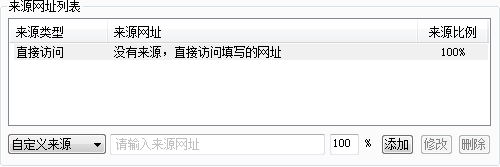 来源网址列表
来源类型 来源网址 来源比例
直接访问 没有来源，直接访问填写的网址 100%
自定义来源 请输入来源网址 100 % 添加 修改 删除